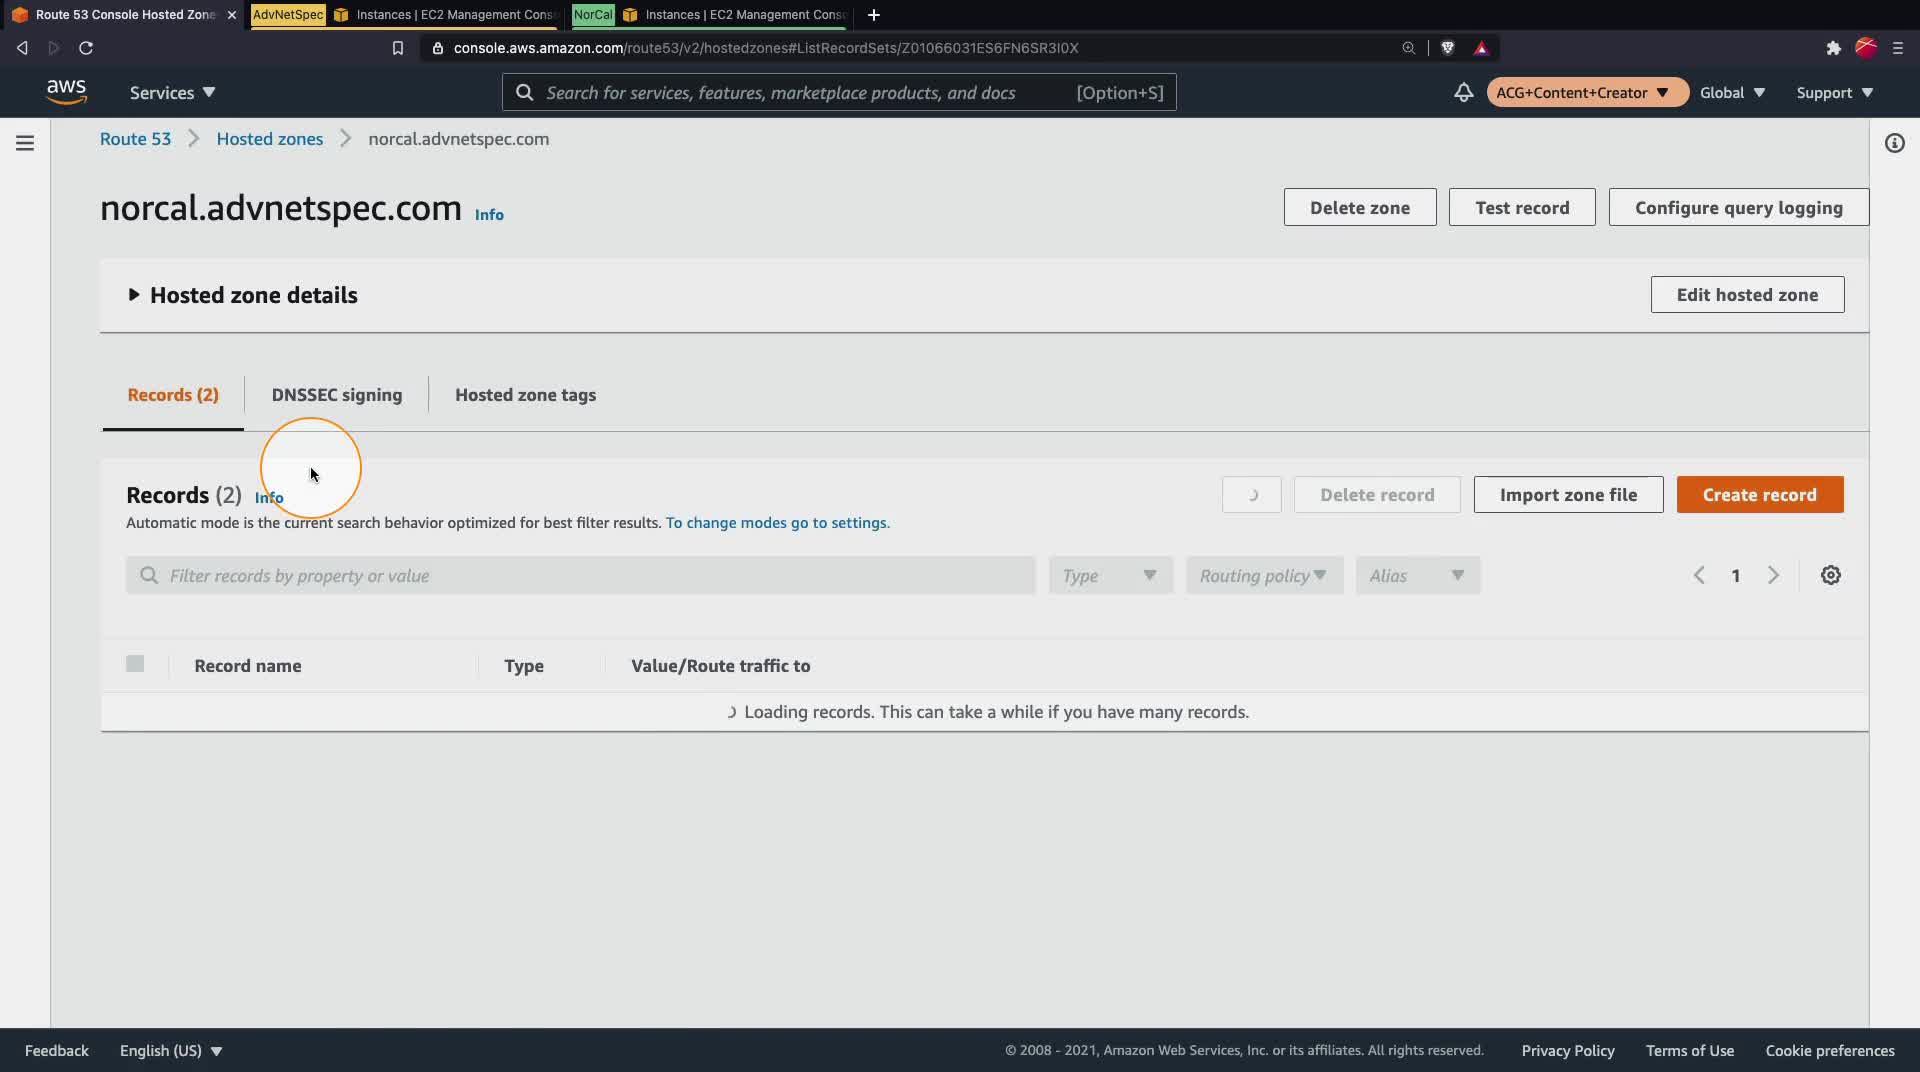 Route 53 Console Hosted Zone
AdvNetSpec
Instances | EC2 Management Cons
NorCal
Instances | EC2 Management Conso
console.aws.amazon.com/route53/v2/hostedzones#ListRecordSets/Z01066031ES6FN6SR3I0X
aws
Services
Search for services, features, marketplace products, and docs
[Option+S]
ACG+Content+Creator
Global
Support
Route 53
Hosted zones
norcal.advnetspec.com
norcal.advnetspec.com
Info
Delete zone
Test record
Configure query logging
Hosted zone details
Edit hosted zone
Records (2)
DNSSEC signing
Hosted zone tags
Records (2)
Info
Delete record
Import zone file
Create record
Automatic mode is the current search behavior optimized for best filter results. To change modes go to settings.
Filter records by property or value
Type
Routing policy
Alias
1
Record name
Type
Value/Route traffic to
Loading records. This can take a while if you have many records.
Feedback
English (US)
© 2008 - 2021, Amazon Web Services, Inc. or its affiliates. All rights reserved.
Privacy Policy
Terms of Use
Cookie preferences